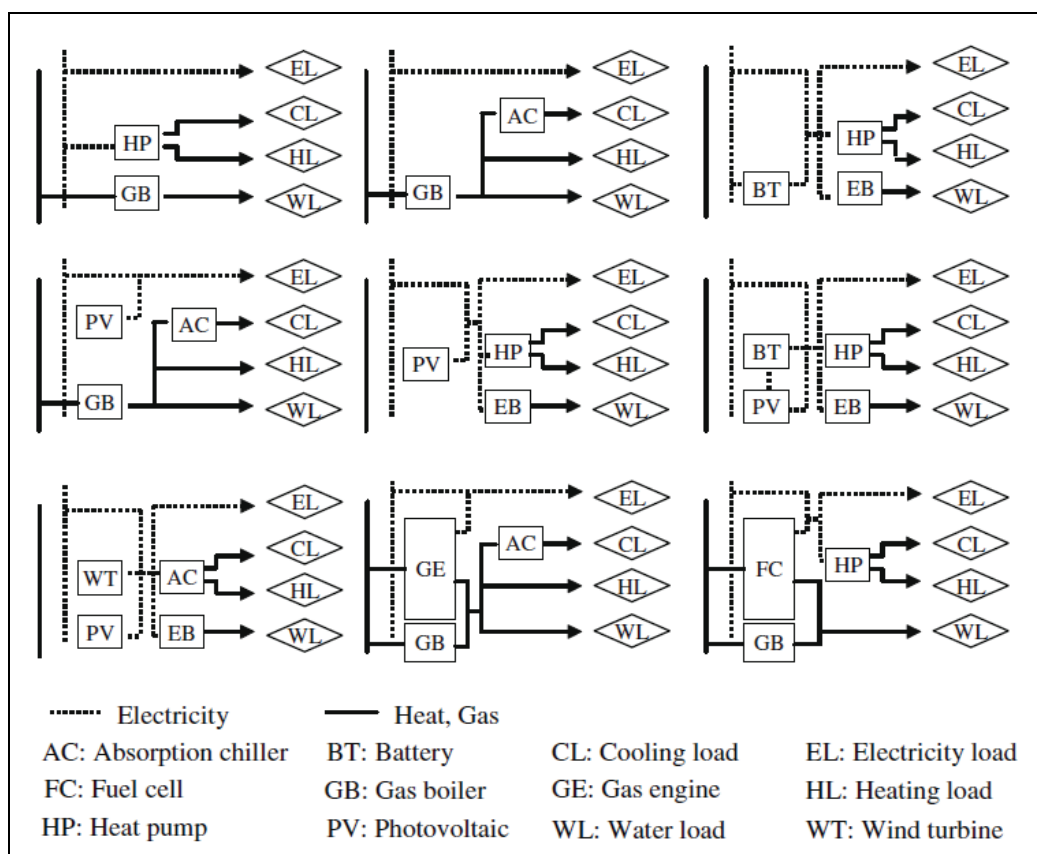 EL EL EL
CL AC CL CL
HP HL HL HP HL
GB WL GB WL BT EB WL
EL EL EL
PV AC CL CL CL
HL PV HP HL BT HP HL
GB WL EB WL PV EB WL
EL EL EL
WT AC CL AC CL HP CL
HL GE HL FC HL
PV EB WL GB WL GB WL
Electricity Heat, Gas
AC: Absorption chiller BT: Battery CL: Cooling load EL: Electricity load
FC: Fuel cell GB: Gas boiler GE: Gas engine HL: Heating load
HP: Heat pump PV: Photovoltaic WL: Water load WT: Wind turbine